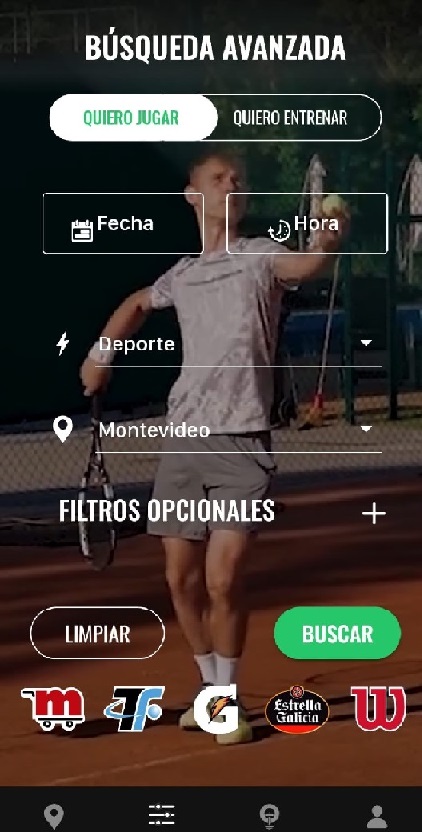 BÚSQUEDA AVANZADA
QUIERO JUGAR QUIERO ENTRENAR
Fecha Hora
Deporte
Montevideo
FILTROS OPCIONALES
LIMPIAR BUSCAR
m TF G Estrella Galicia W